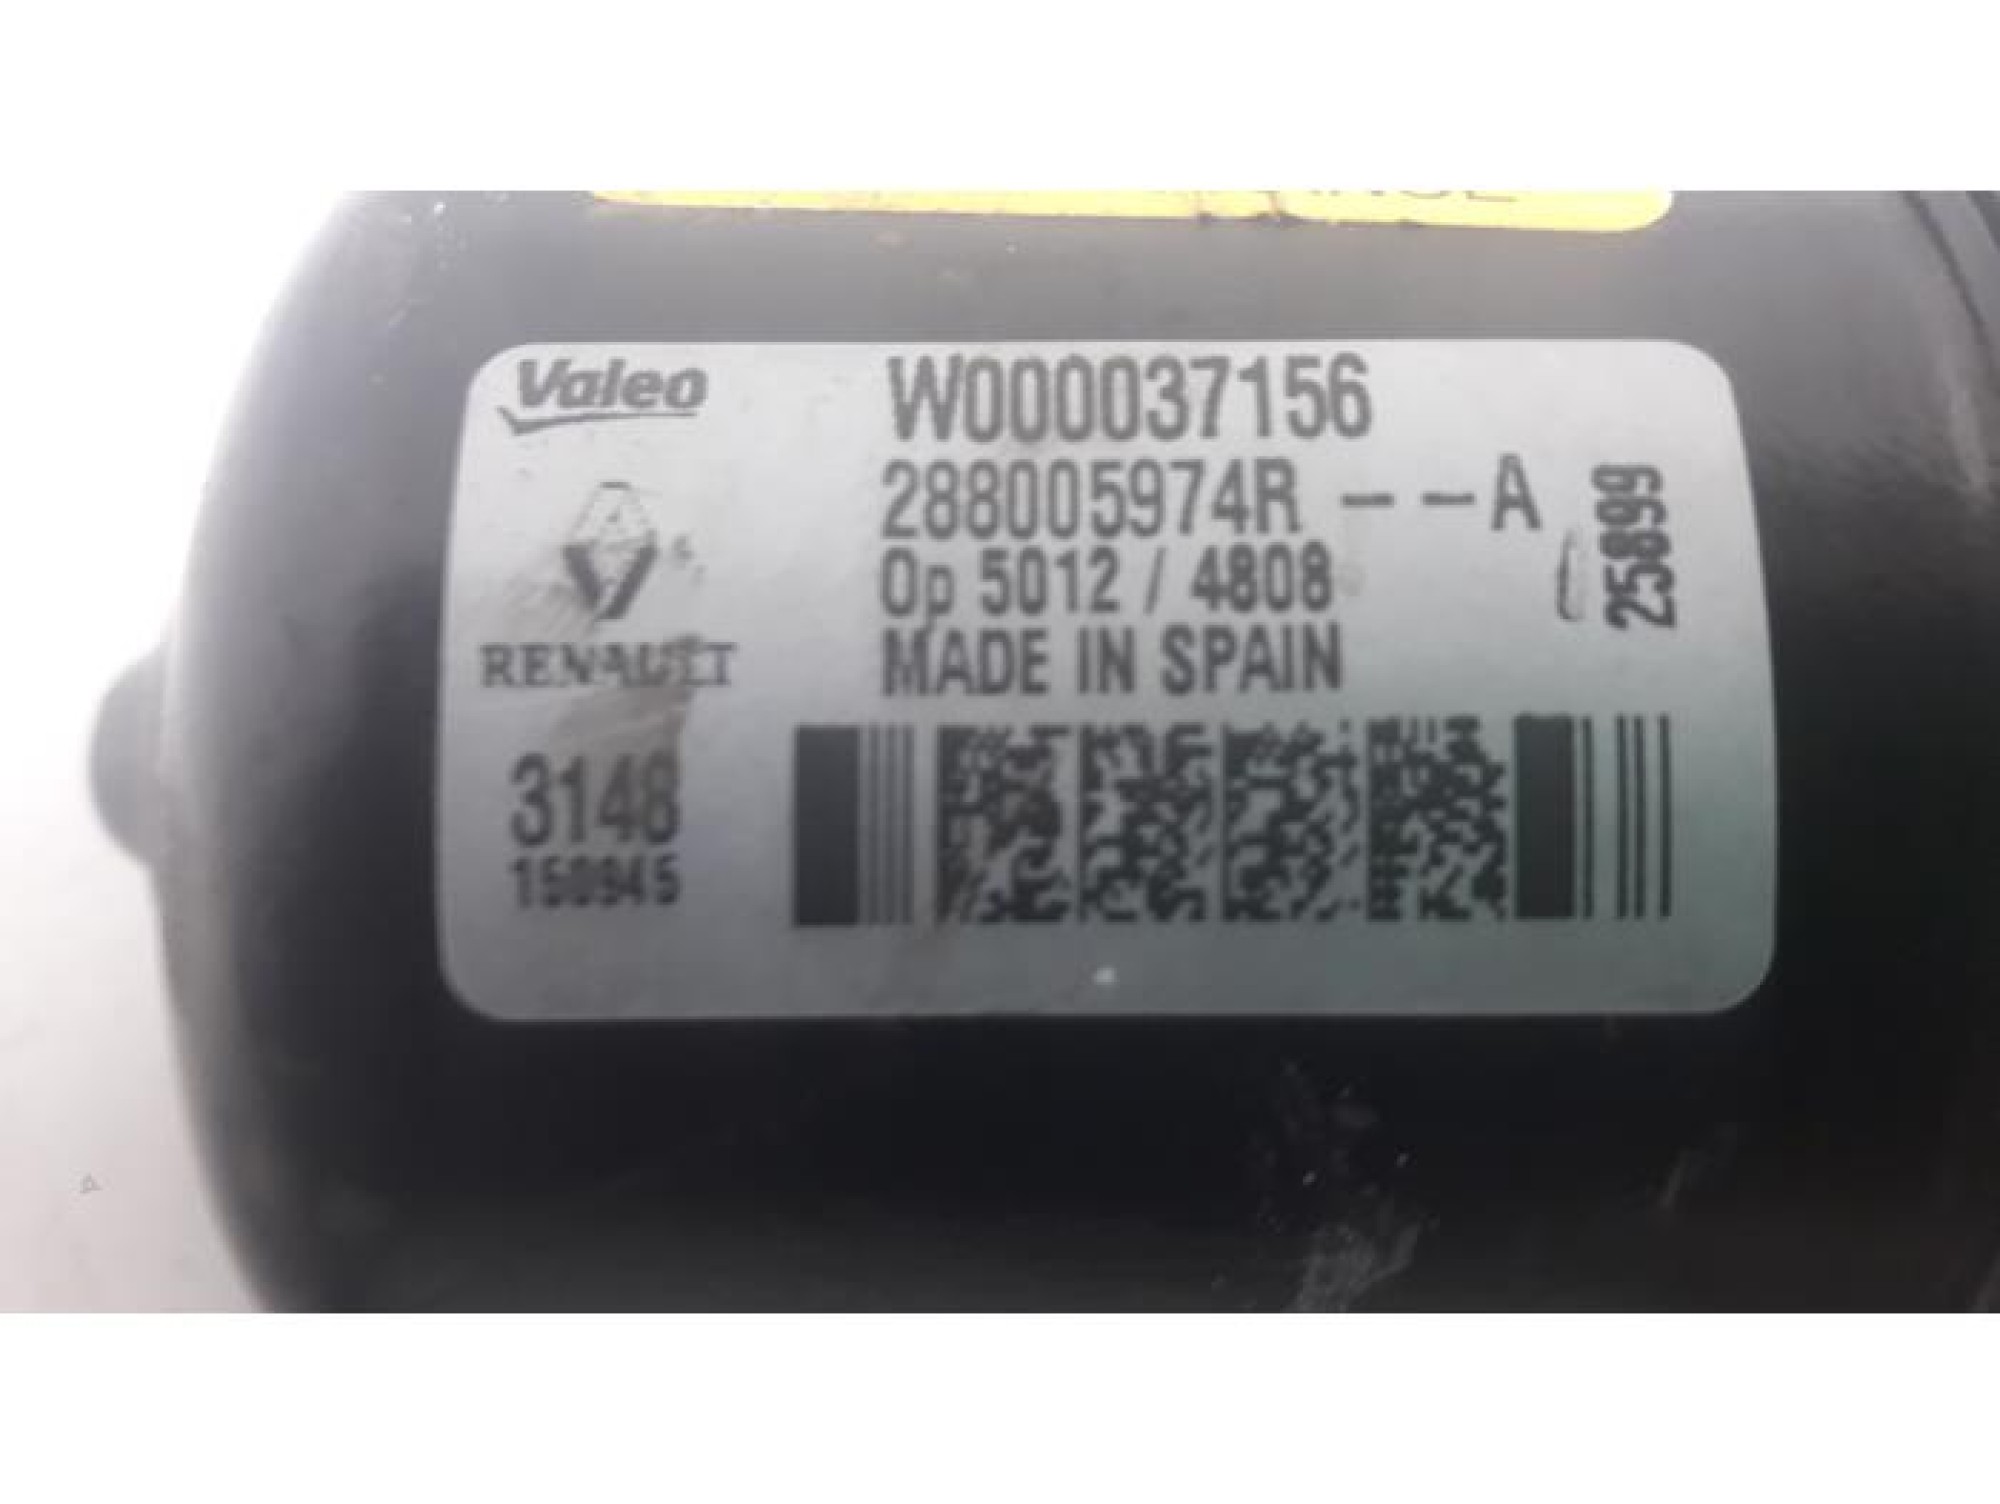 Valeo
W000037156
288005974R -- A
Op 5012 / 4808
MADE IN SPAIN
25899
RENAULT
3148
150945